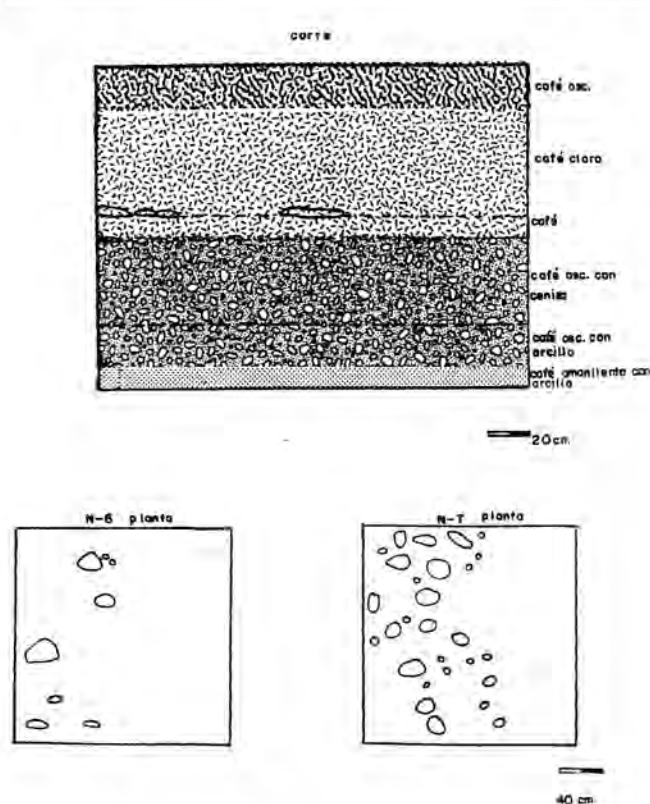 corte
café osc.
café claro
café
café osc. con
ceniza
café osc. con
arcilla
café amarillento con
arcilla
20cm
N-6 planta
N-7 planta
40 cm